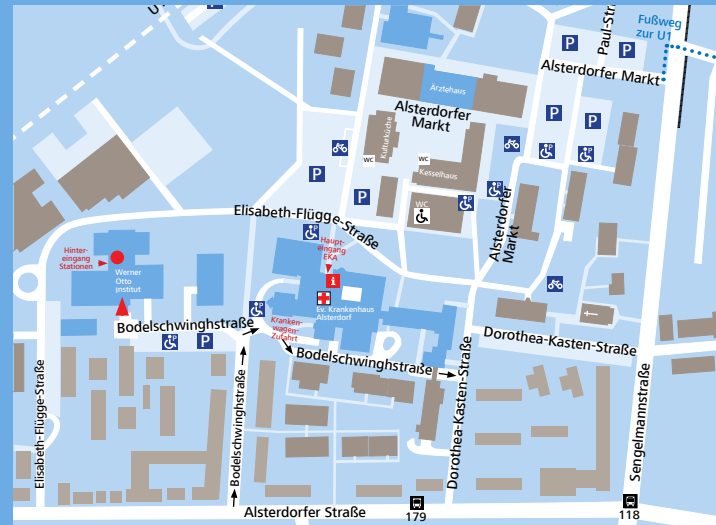 U1
P
Fußweg
zur U1
Paul-Str
P
P
Alsterdorfer Markt
Ärztehaus
Alsterdorfer
Markt
P
P
Kulturküche
WC
WC
Kesselhaus
P
P
P
P
P
WC
P
Elisabeth-Flügge-Straße
Alsterdorfer
Markt
P
Hinter-
eingang
Stationen
Werner
Otto
Institut
Haupt-
eingang
EKA
i
Ev. Krankenhaus
Alsterdorf
P
Kranken-
wagen-
Zufahrt
Bodelschwinghstraße
P
P
Bodelschwinghstraße
Dorothea-Kasten-Straße
Elisabeth-Flügge-Straße
Bodelschwinghstraße
Dorothea-Kasten-Straße
Sengelmannstraße
Alsterdorfer Straße
179
118